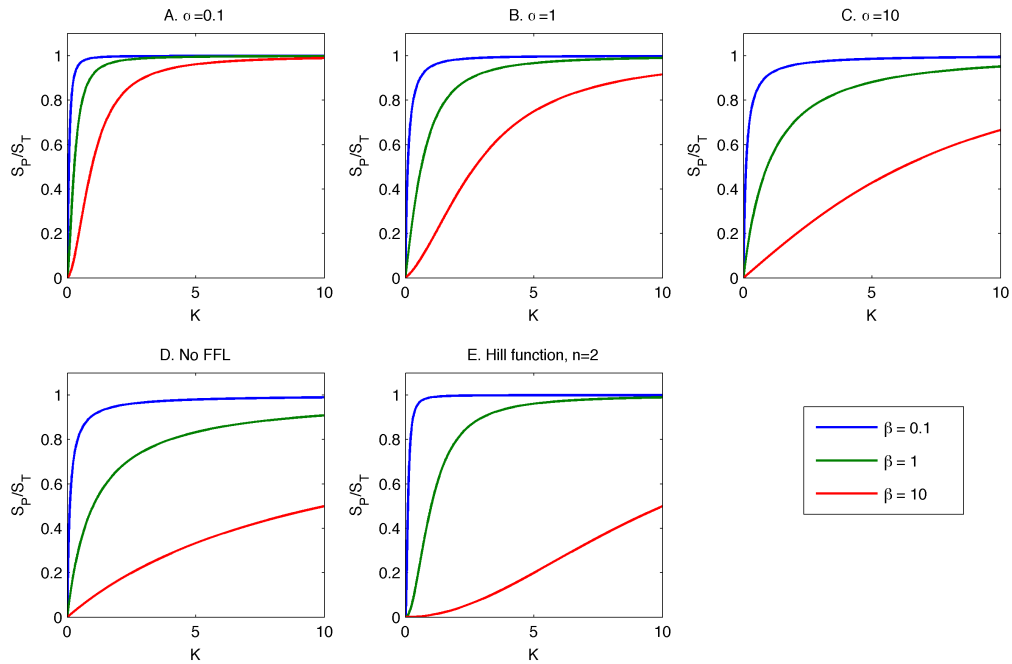 A. σ=0.1
B. σ=1
C. σ=10
1
0.8
0.6
0.4
0.2
0
S_P/S_T
0
5
10
K
1
0.8
0.6
0.4
0.2
0
S_P/S_T
0
5
10
K
1
0.8
0.6
0.4
0.2
0
S_P/S_T
0
5
10
K
D. No FFL
E. Hill function, n=2
1
0.8
0.6
0.4
0.2
0
S_P/S_T
0
5
10
K
1
0.8
0.6
0.4
0.2
0
S_P/S_T
0
5
10
K
β = 0.1
β = 1
β = 10